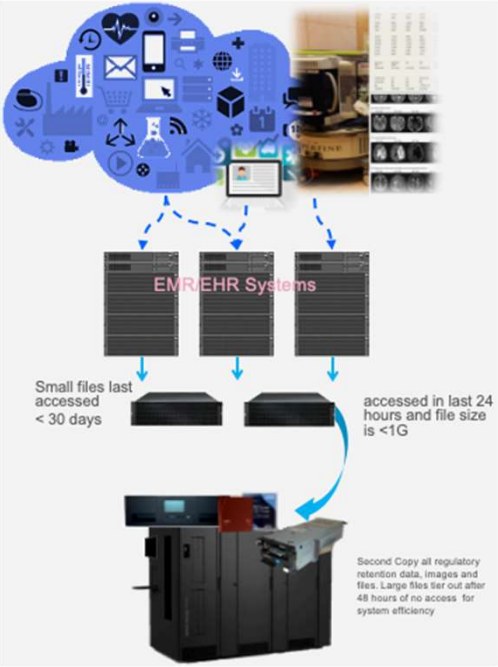 1
EMR/EHR Systems
Small files last
accessed
< 30 days
accessed in last 24
hours and file size
is <1G
Second Copy all regulatory
retention data, images and
files. Large files tier out after
48 hours of no access for
system efficiency